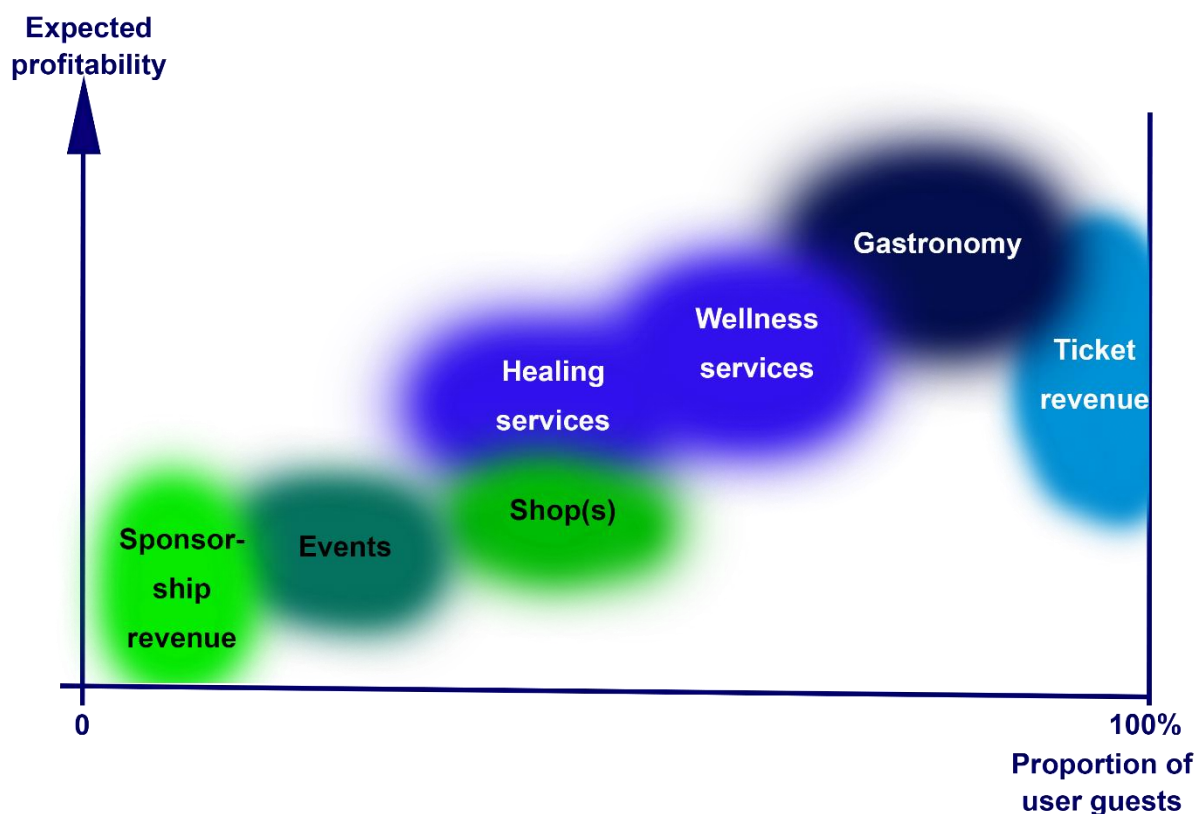 Expected
profitability
Gastronomy
Wellness
services
Ticket
revenue
Healing
services
Shop(s)
Events
Sponsor-
ship
revenue
0
100%
Proportion of
user guests